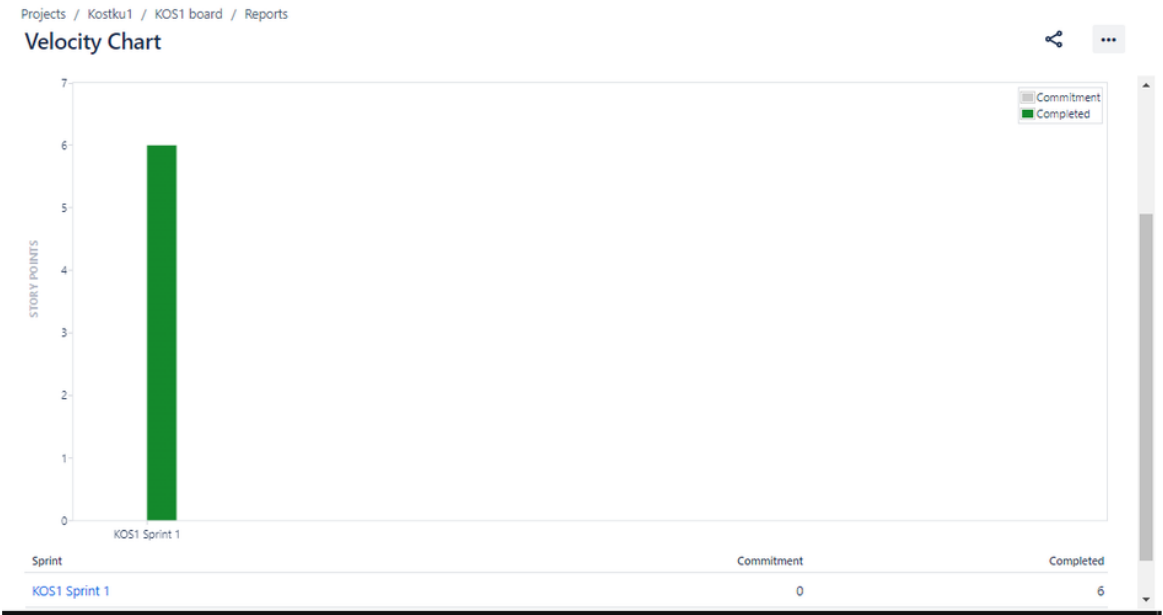 Projects / Kostku1 / KOS1 board / Reports
Velocity Chart
7
Commitment
Completed
6
5
STORY POINTS
4
3
2
1
0
KOS1 Sprint 1
Sprint Commitment Completed
KOS1 Sprint 1 0 6